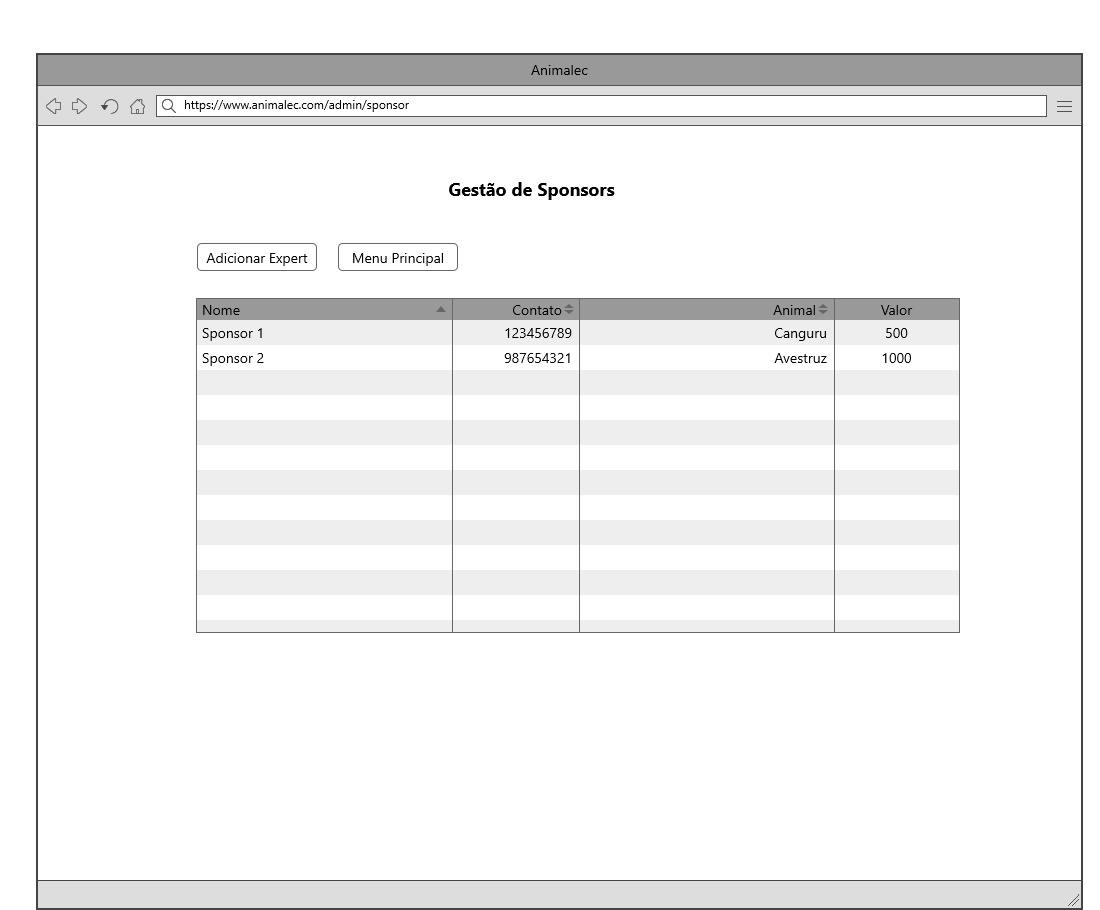 Animalec
https://www.animalec.com/admin/sponsor
Gestão de Sponsors
Adicionar Expert Menu Principal
Nome Contato Animal Valor
Sponsor 1 123456789 Canguru 500
Sponsor 2 987654321 Avestruz 1000